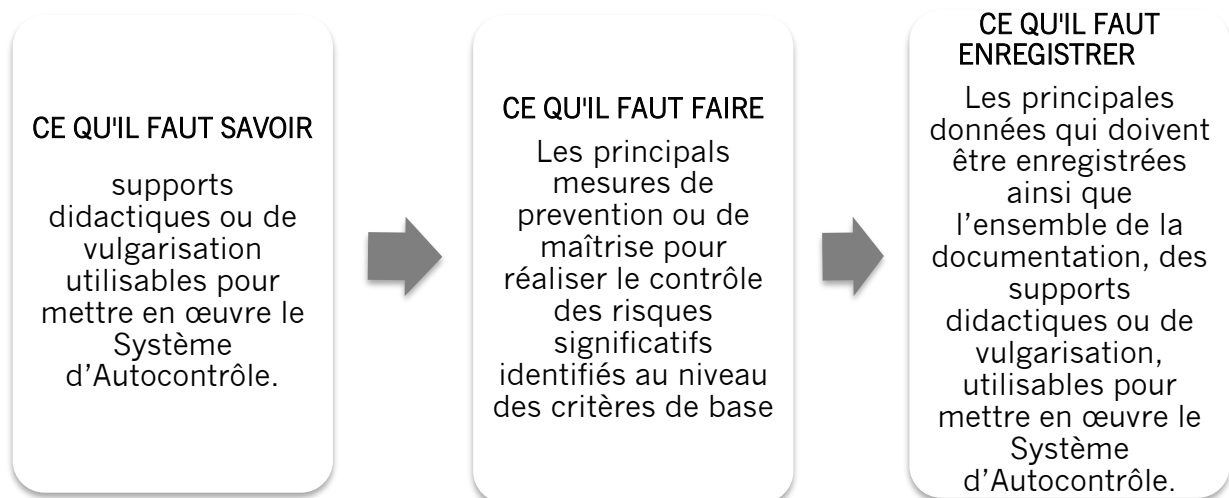 CE QU'IL FAUT SAVOIR
supports
didactiques ou de
vulgarisation
utilisables pour
mettre en œuvre le
Système
d’Autocontrôle.
CE QU'IL FAUT FAIRE
Les principals
mesures de
prevention ou de
maîtrise pour
réaliser le contrôle
des risques
significatifs
identifiés au niveau
des critères de base
CE QU'IL FAUT
ENREGISTRER
Les principales
données qui doivent
être enregistrées
ainsi que
l’ensemble de la
documentation, des
supports
didactiques ou de
vulgarisation,
utilisables pour
mettre en œuvre le
Système
d’Autocontrôle.